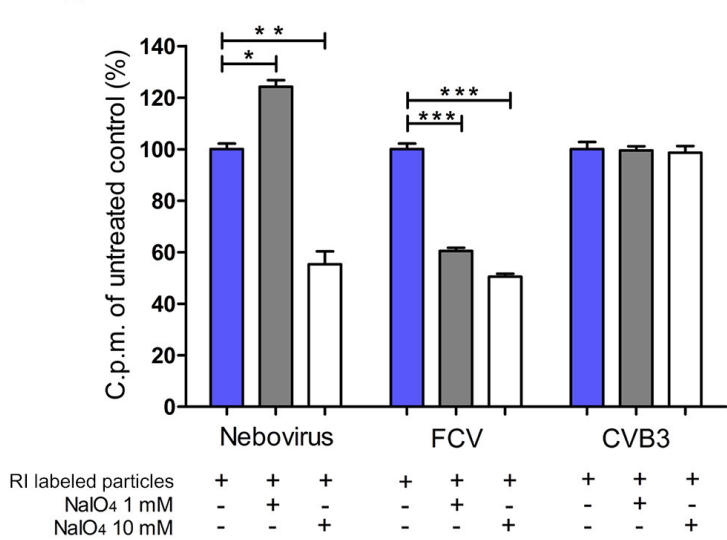 C.p.m. of untreated control (%)
140
120
100
80
60
40
20
0
* *
*
***
***
Nebovirus FCV CVB3
RI labeled particles + + + + + + + + +
NaIO₄ 1 mM - + - - + - - + -
NaIO₄ 10 mM - - + - - + - - +